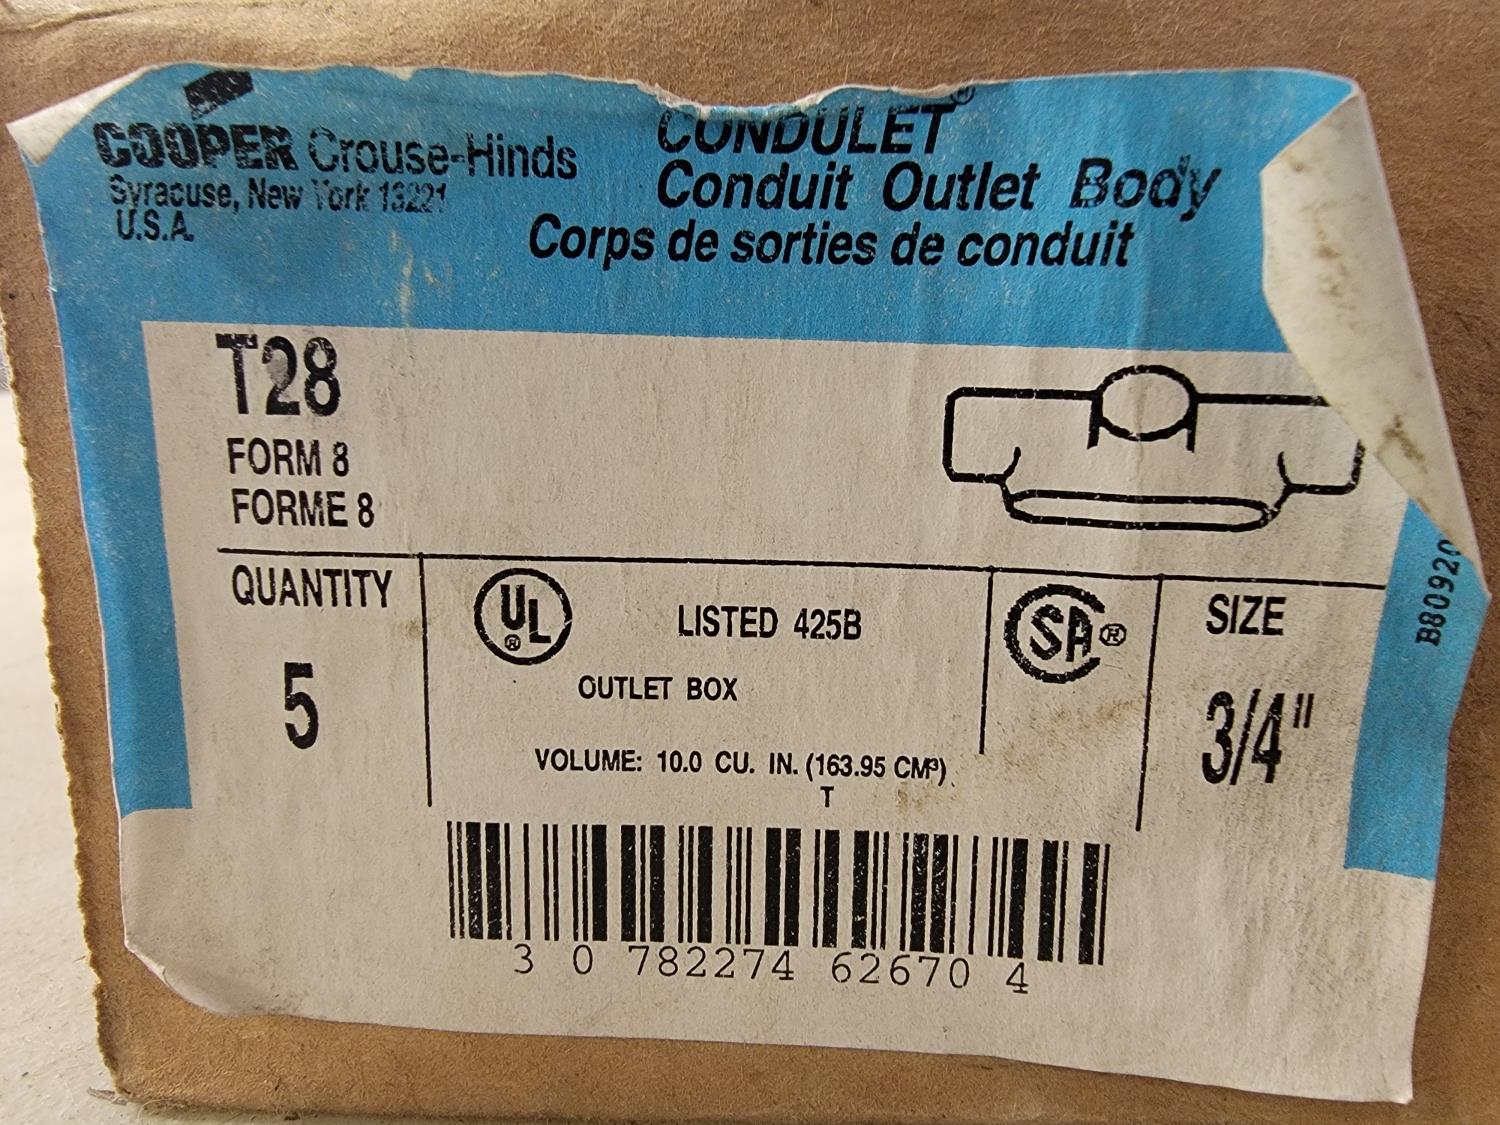 COOPER Crouse-Hinds
Syracuse, New York 13221
U.S.A.
CONDULET®
Conduit Outlet Body
Corps de sorties de conduit
T28
FORM 8
FORME 8
QUANTITY
5
UL®
LISTED 425B
OUTLET BOX
VOLUME: 10.0 CU. IN. (163.95 CM³)
T
SA®
SIZE
3/4"
B80920
3 0 782274 62670 4